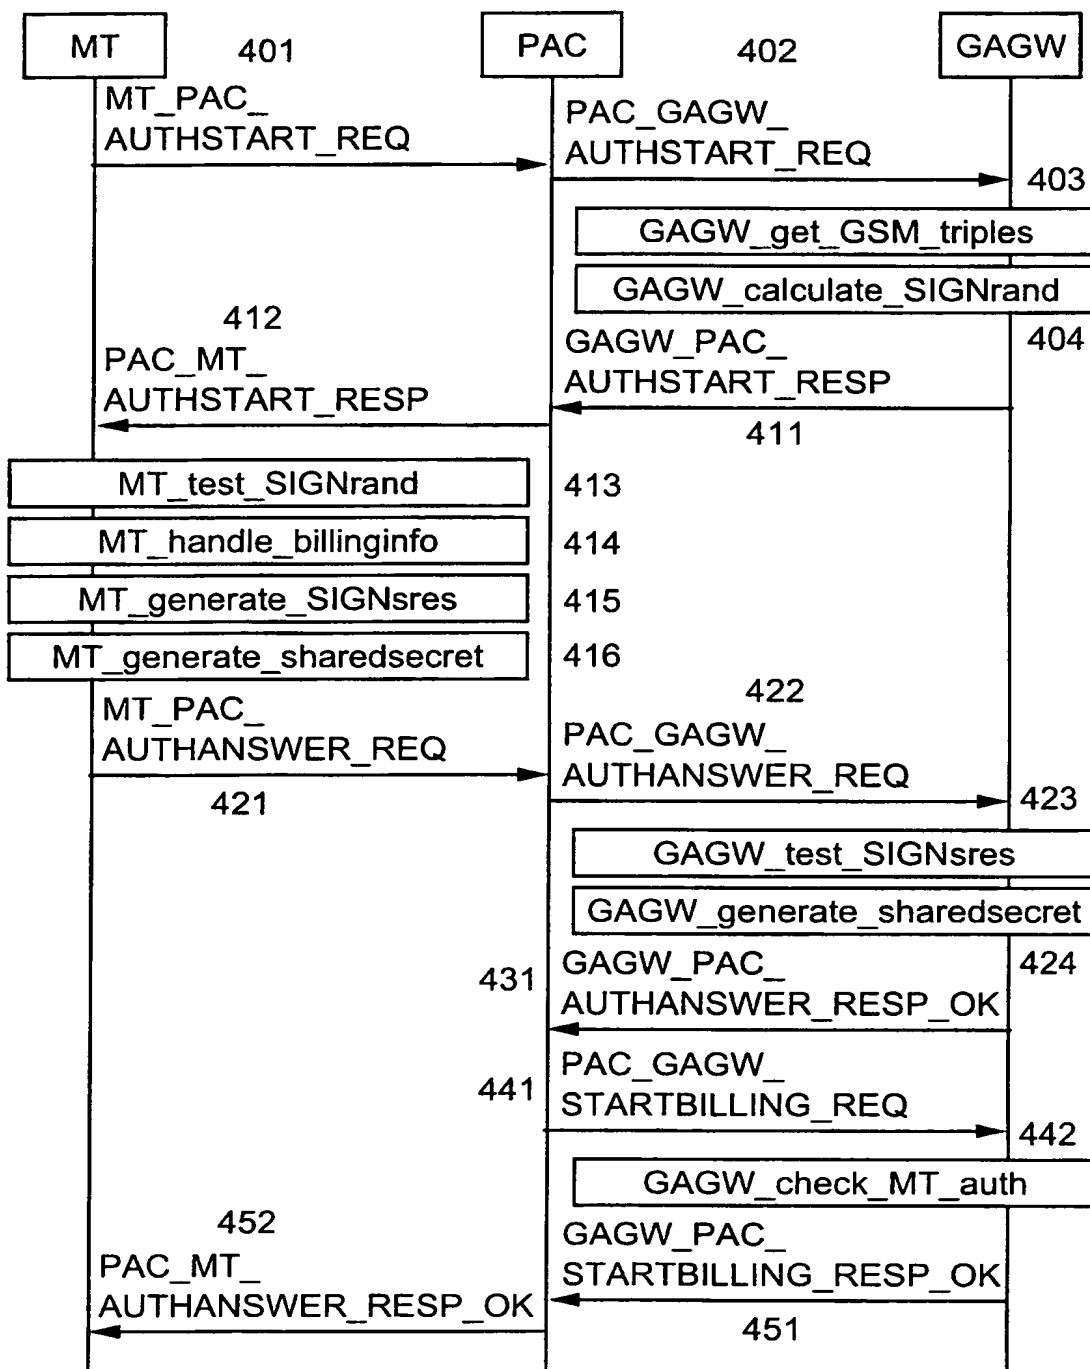 MT
401
PAC
402
GAGW
MT_PAC_
AUTHSTART_REQ
PAC_GAGW_
AUTHSTART_REQ
403
GAGW_get_GSM_triples
GAGW_calculate_SIGNrand
404
412
PAC_MT_
AUTHSTART_RESP
GAGW_PAC_
AUTHSTART_RESP
411
MT_test_SIGNrand
413
MT_handle_billinginfo
414
MT_generate_SIGNsres
415
MT_generate_sharedsecret
416
MT_PAC_
AUTHANSWER_REQ
421
422
PAC_GAGW_
AUTHANSWER_REQ
423
GAGW_test_SIGNsres
GAGW_generate_sharedsecret
424
431
GAGW_PAC_
AUTHANSWER_RESP_OK
441
PAC_GAGW_
STARTBILLING_REQ
442
GAGW_check_MT_auth
452
PAC_MT_
AUTHANSWER_RESP_OK
GAGW_PAC_
STARTBILLING_RESP_OK
451